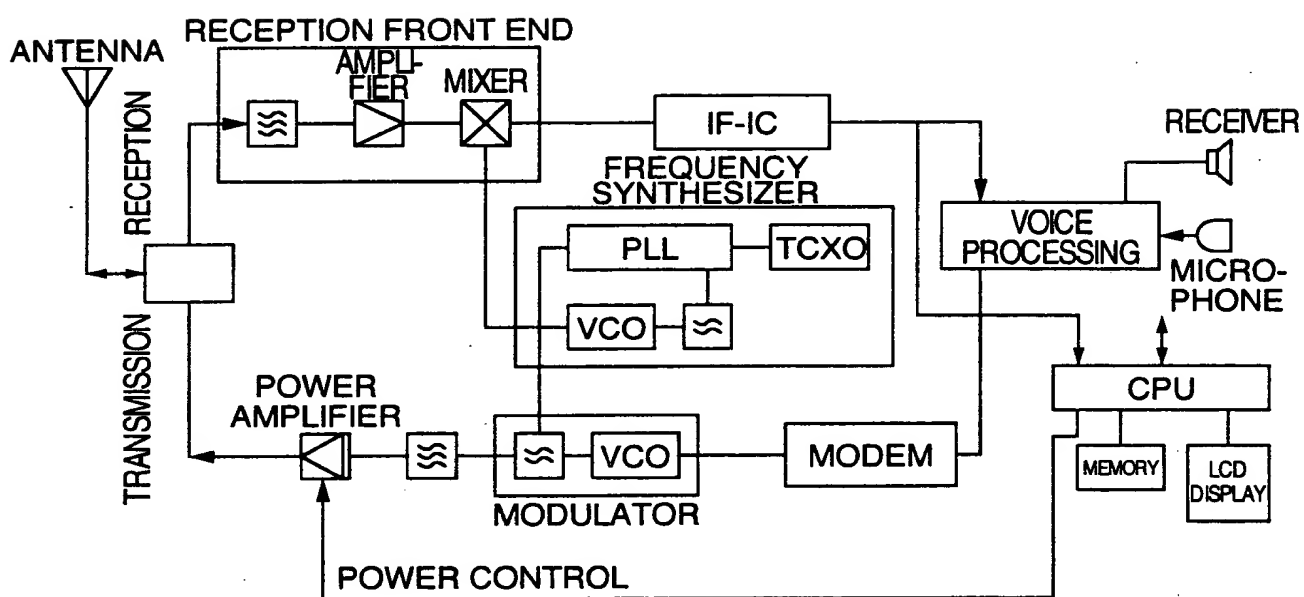 RECEPTION FRONT END
ANTENNA
AMPLI-
FIER
MIXER
RECEPTION
IF-IC
RECEIVER
FREQUENCY
SYNTHESIZER
PLL
TCXO
VOICE
PROCESSING
MICRO-
PHONE
VCO
TRANSMISSION
POWER
AMPLIFIER
CPU
VCO
MODEM
MEMORY
LCD
DISPLAY
MODULATOR
POWER CONTROL